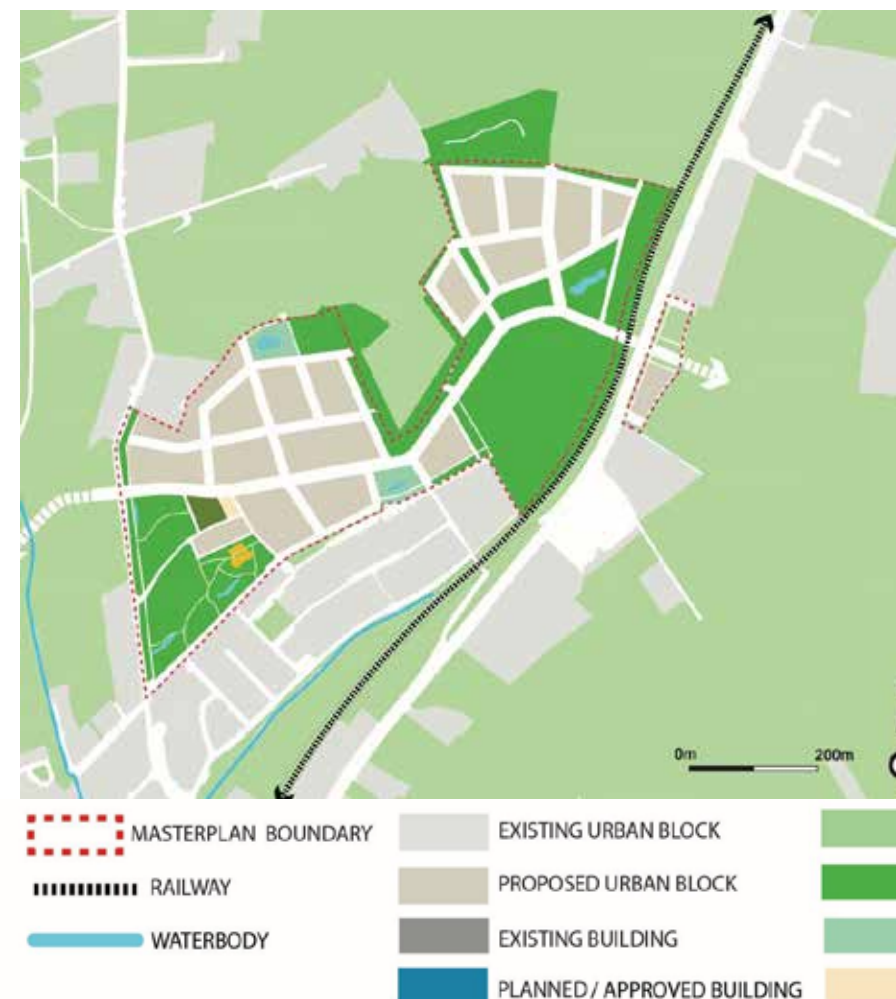 0m 200m
MASTERPLAN BOUNDARY
RAILWAY
WATERBODY
EXISTING URBAN BLOCK
PROPOSED URBAN BLOCK
EXISTING BUILDING
PLANNED / APPROVED BUILDING